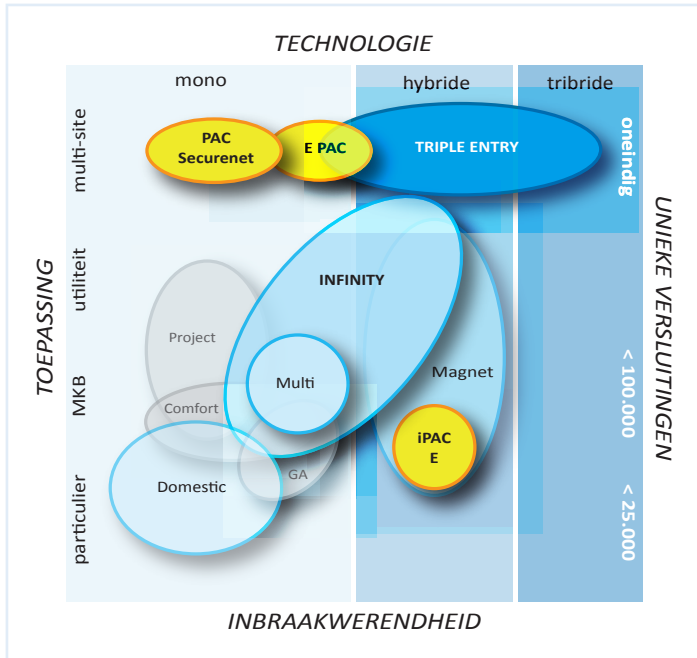 TECHNOLOGIE
mono
hybride
tribride
TOEPASSING
multi-site
utiliteit
MKB
particulier
PAC
Securenet
E PAC
TRIPLE ENTRY
INFINITY
Project
Multi
Magnet
Comfort
iPAC
E
GA
Domestic
oneindig
< 100.000
< 25.000
UNIEKE VERSLUITINGEN
INBRAAKWERENDHEID